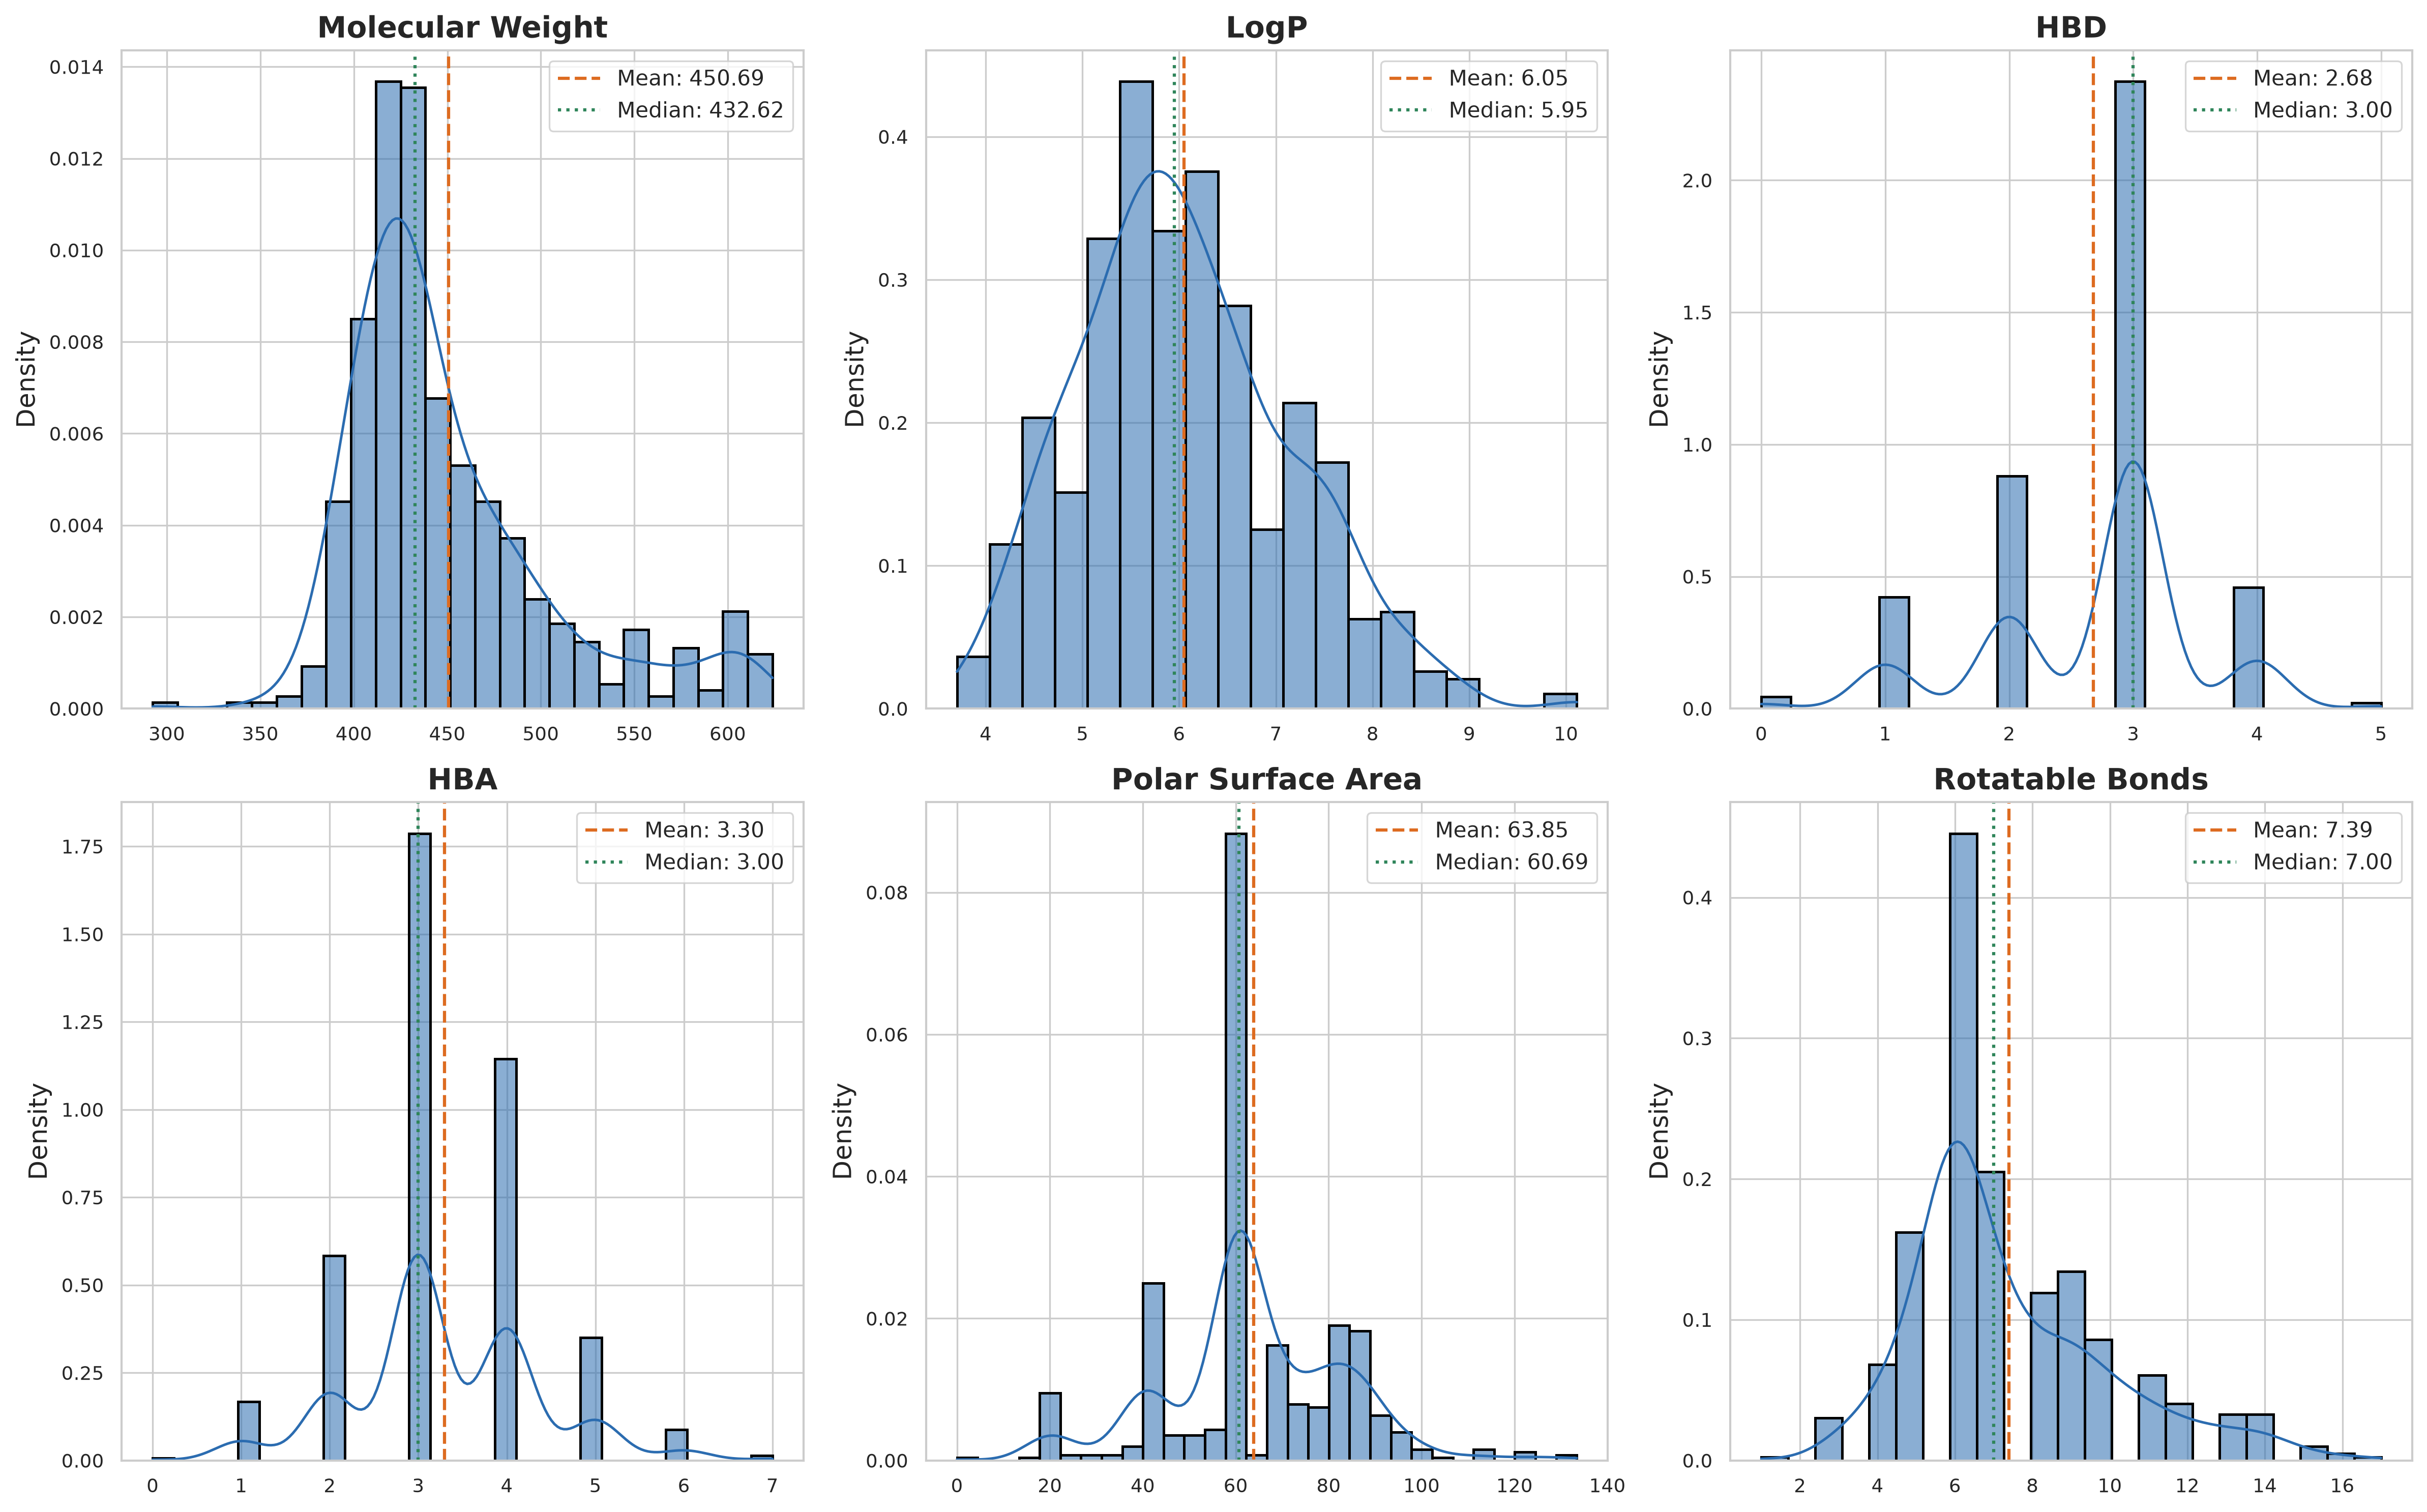 Molecular Weight
Mean: 450.69
Median: 432.62
Density
0.014
0.012
0.010
0.008
0.006
0.004
0.002
0.000
300 350 400 450 500 550 600
LogP
Mean: 6.05
Median: 5.95
Density
0.4
0.3
0.2
0.1
0.0
4 5 6 7 8 9 10
HBD
Mean: 2.68
Median: 3.00
Density
2.0
1.5
1.0
0.5
0.0
0 1 2 3 4 5
HBA
Mean: 3.30
Median: 3.00
Density
1.75
1.50
1.25
1.00
0.75
0.50
0.25
0.00
0 1 2 3 4 5 6 7
Polar Surface Area
Mean: 63.85
Median: 60.69
Density
0.08
0.06
0.04
0.02
0.00
0 20 40 60 80 100 120 140
Rotatable Bonds
Mean: 7.39
Median: 7.00
Density
0.4
0.3
0.2
0.1
0.0
2 4 6 8 10 12 14 16